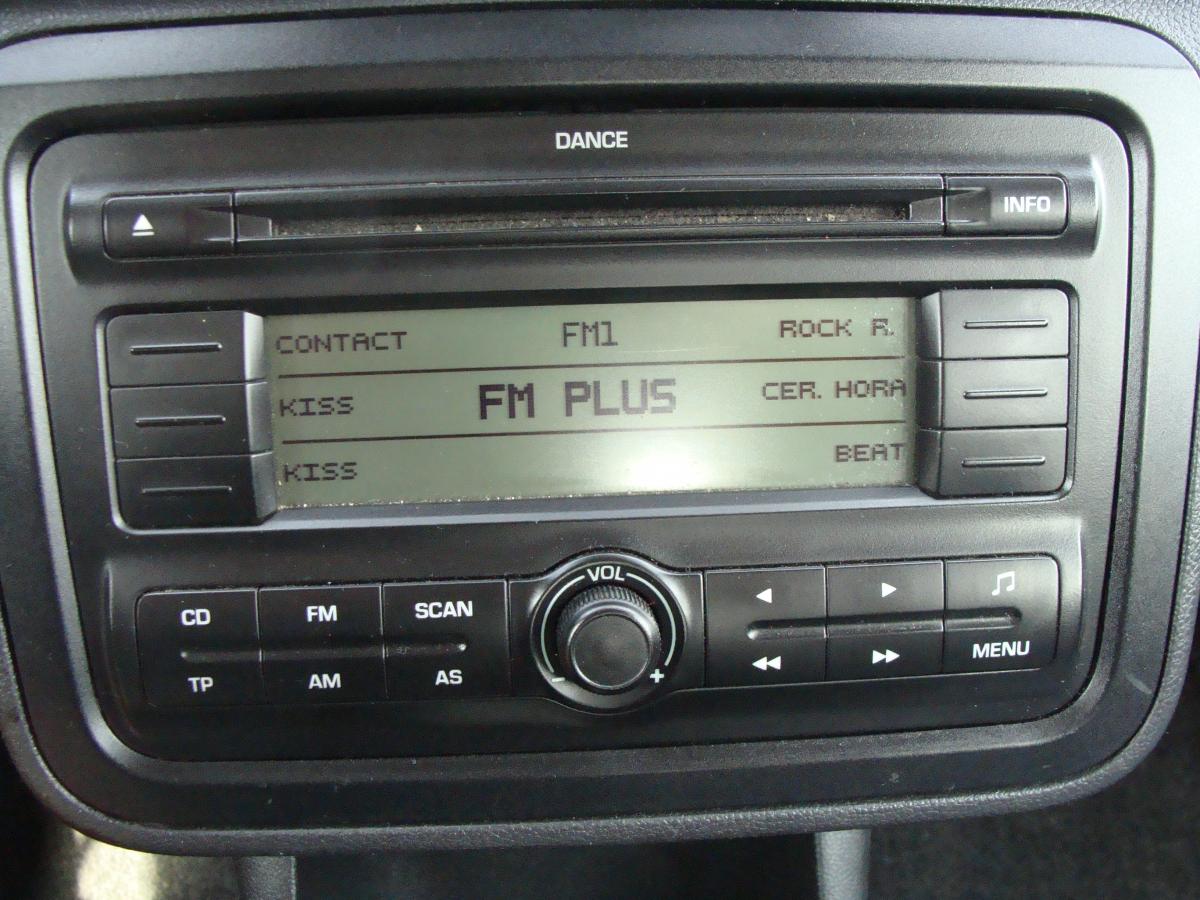 DANCE
INFO
CONTACT FM1 ROCK R.
KISS FM PLUS CER. HORA
KISS BEAT
VOL
CD FM SCAN
TP AM AS
- +
MENU